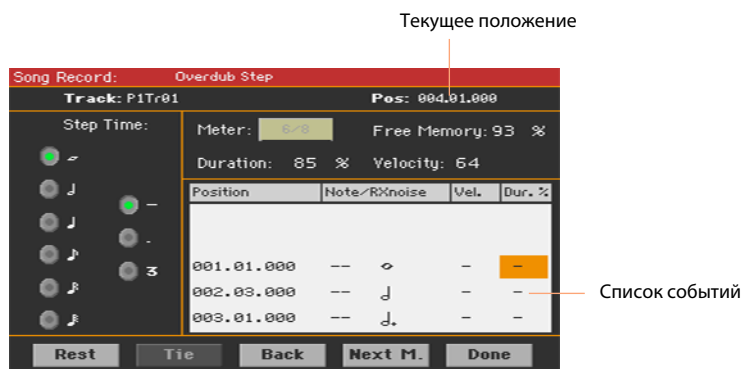 Текущее положение
Song Record: Overdub Step
Track: P1Tr01 Pos: 004.01.000
Step Time: Meter: 6/8 Free Memory: 93 %
Duration: 85 % Velocity: 64
Position Note/RXnoise Vel. Dur. %
001.01.000 -- – –
002.03.000 -- – –
003.01.000 -- – –
3
Список событий
Rest Tie Back Next M. Done